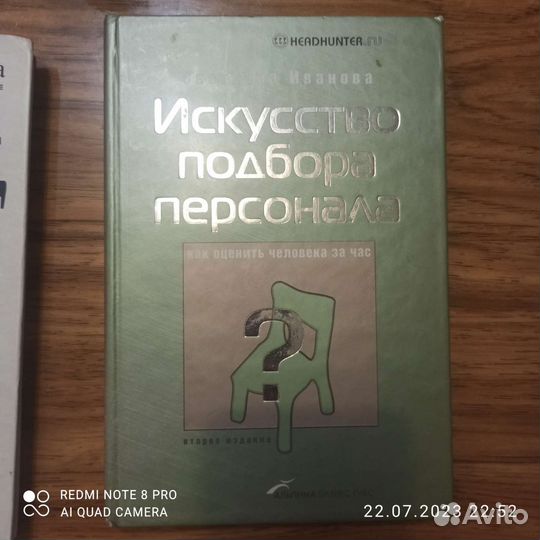 HEADHUNTER.RU
Иванова
Искусство
подбора
персонала
как оценить человека за час
?
второе издание
REDMI NOTE 8 PRO
AI QUAD CAMERA
22.07.2023 22:52
Avito